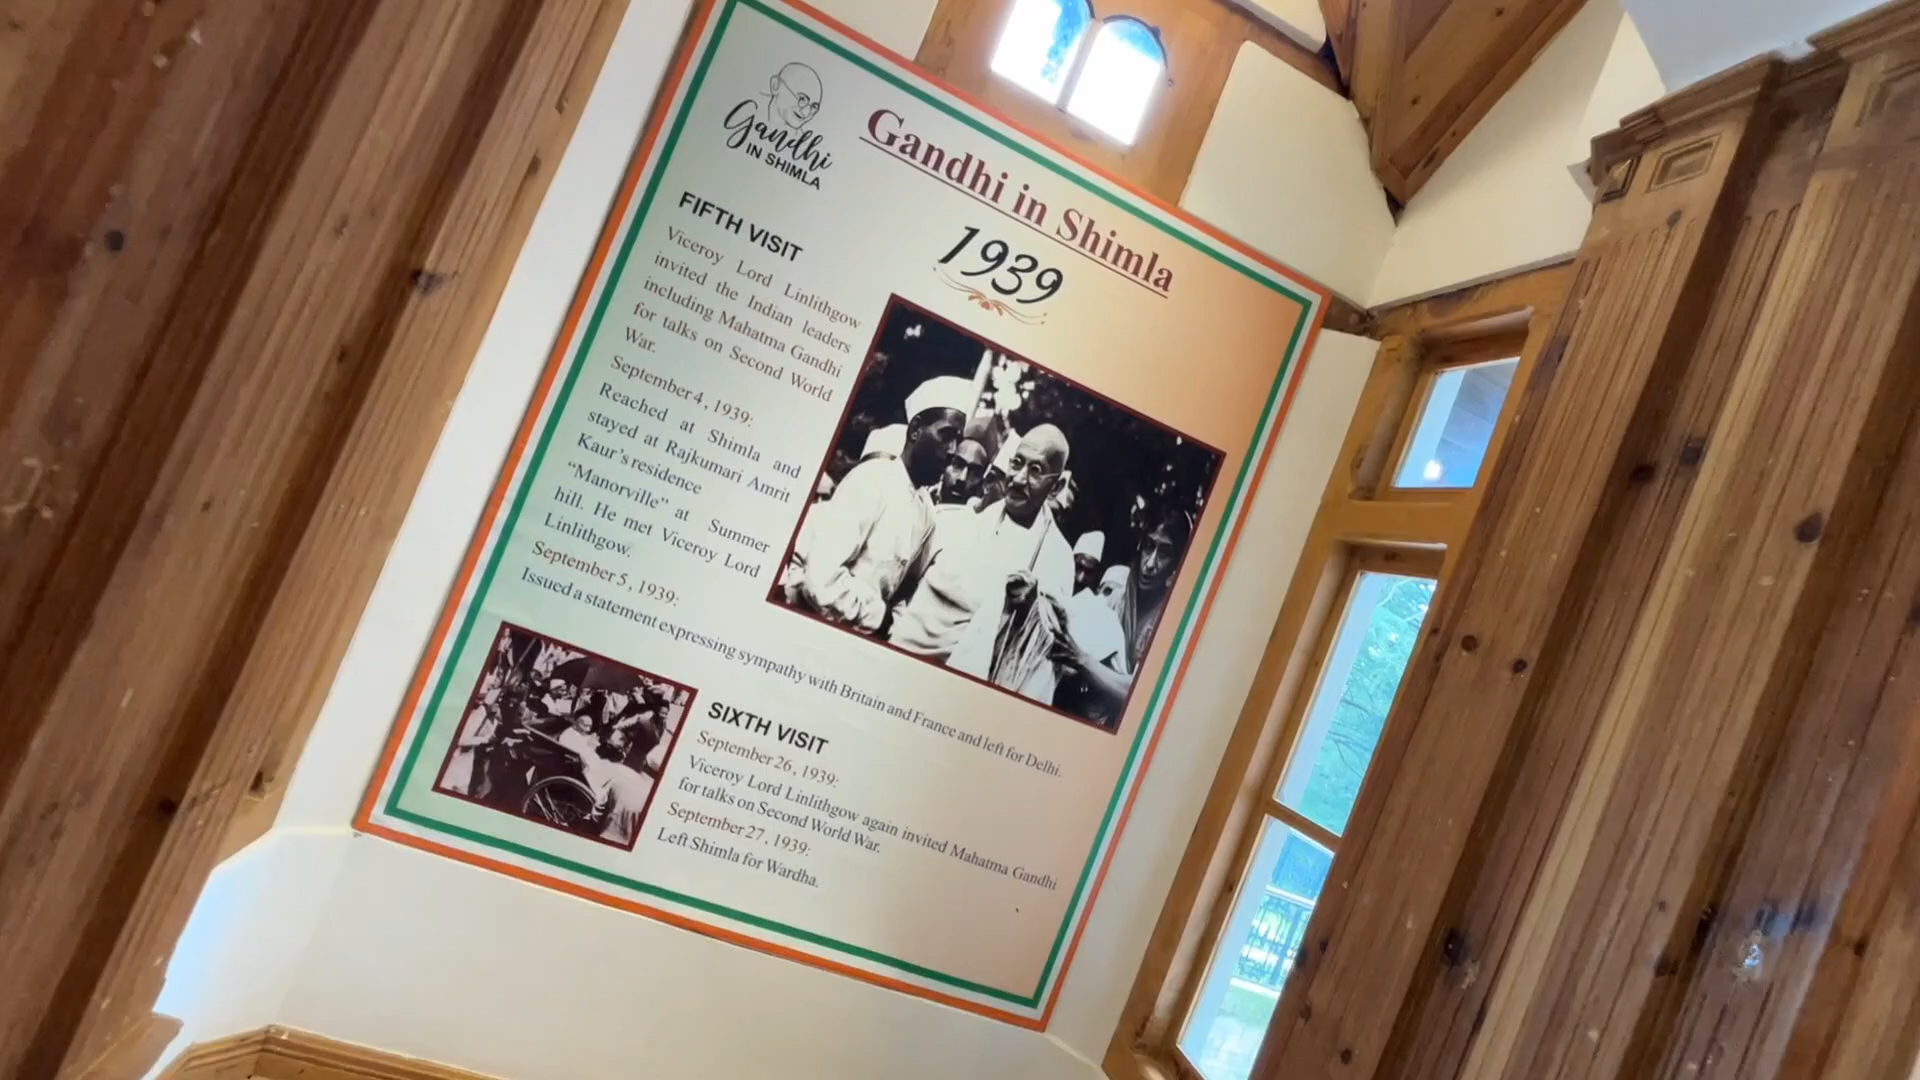 Gandhi
IN SHIMLA
Gandhi in Shimla
1939
FIFTH VISIT
Viceroy Lord Linlithgow
invited the Indian leaders
including Mahatma Gandhi
for talks on Second World
War.
September 4, 1939:
Reached at Shimla and
stayed at Rajkumari Amrit
Kaur's residence
“Manorville” at Summer
hill. He met Viceroy Lord
Linlithgow.
September 5, 1939:
Issued a statement expressing sympathy with Britain and France and left for Delhi.
SIXTH VISIT
September 26, 1939:
Viceroy Lord Linlithgow again invited Mahatma Gandhi
for talks on Second World War.
September 27, 1939:
Left Shimla for Wardha.